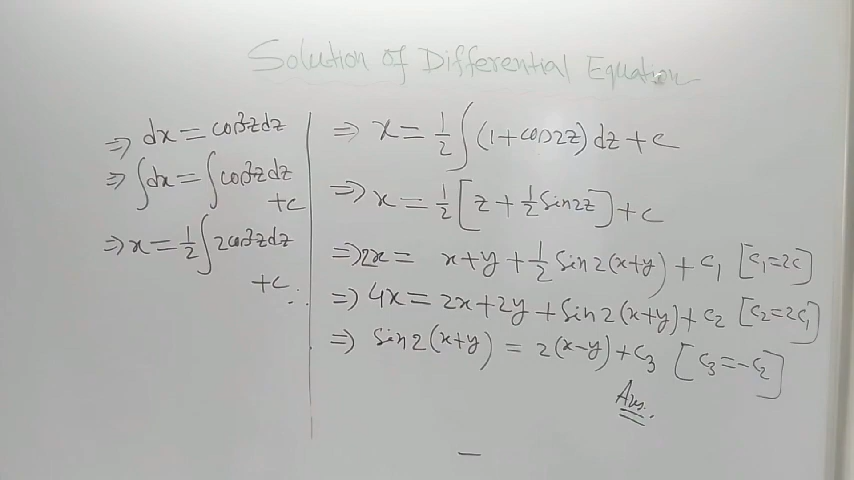 Solution of Differential Equation
⇒ dx = cos²z dz
⇒ ∫dx = ∫cos²z dz
+c
⇒ x = 1/2 ∫2cos²z dz
+c ∴
⇒ x = 1/2 ∫(1+cos2z) dz + c
⇒ x = 1/2 [z + 1/2 Sin2z] + c
⇒ 2x = x+y + 1/2 Sin2(x+y) + c₁ [c₁=2c]
⇒ 4x = 2x+2y + Sin2(x+y) + c₂ [c₂=2c₁]
⇒ Sin2(x+y) = 2(x-y) + c₃ [c₃=-c₂]
Ans.